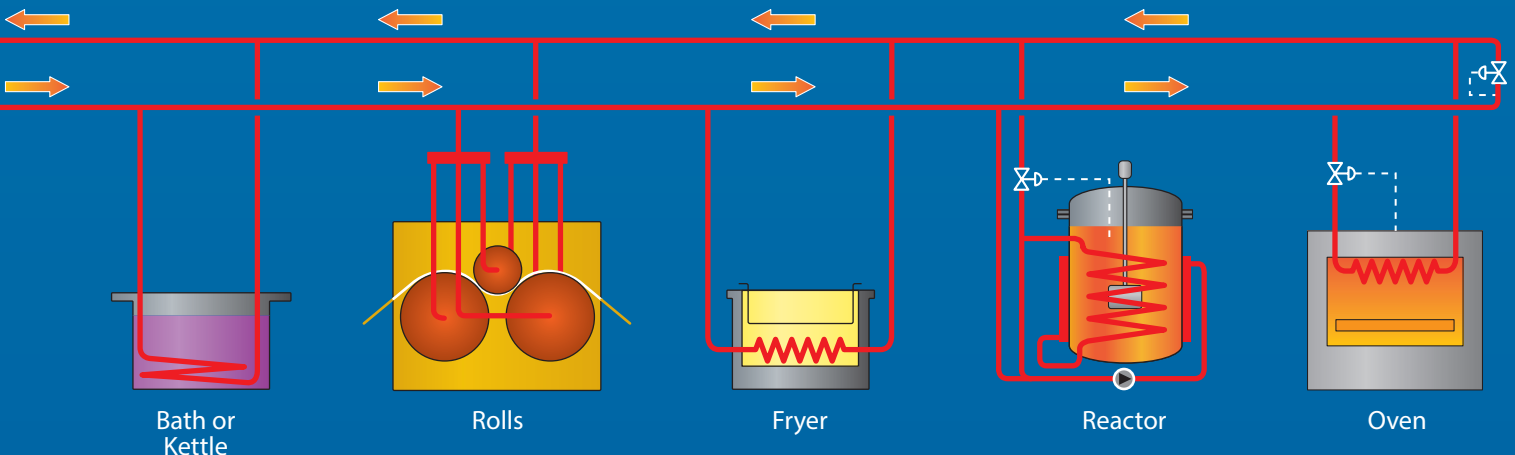 Bath or
Kettle
Rolls
Fryer
Reactor
Oven